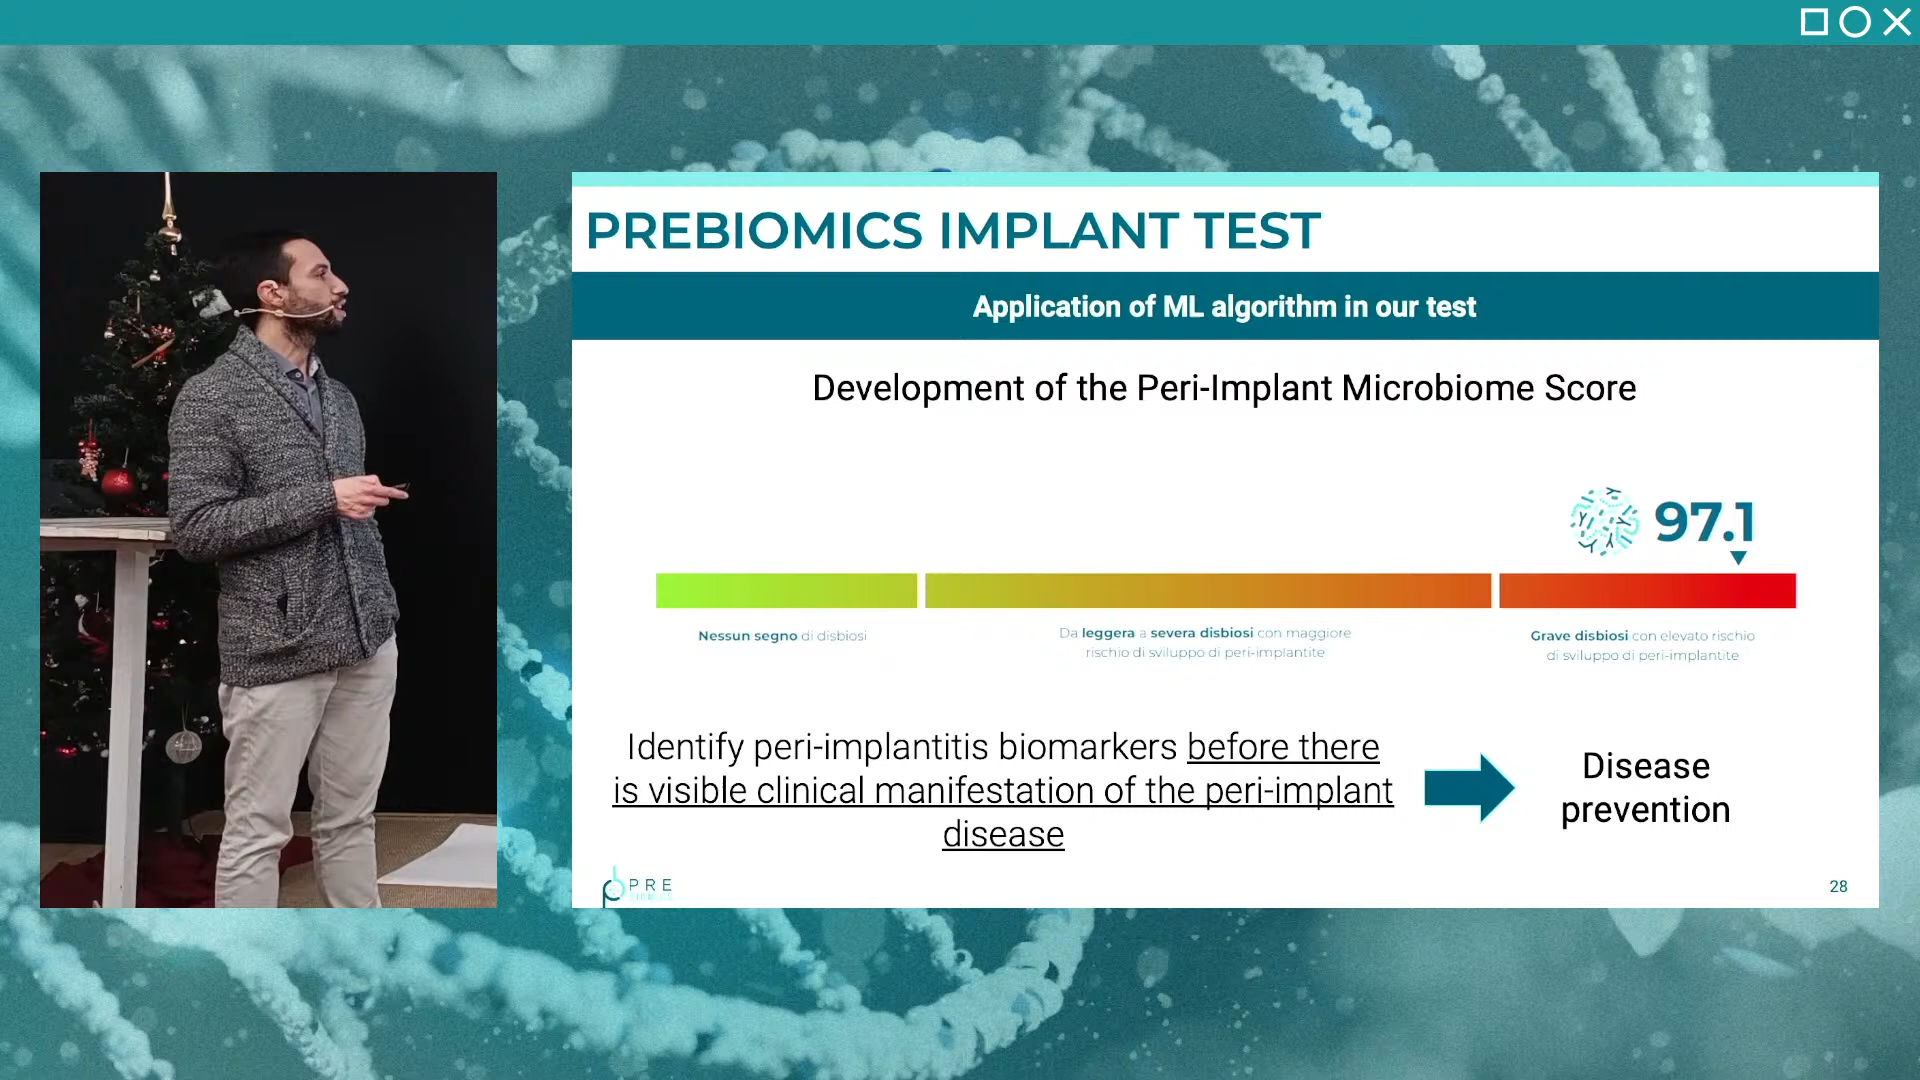 PREBIOMICS IMPLANT TEST
Application of ML algorithm in our test
Development of the Peri-Implant Microbiome Score
97.1
Nessun segno di disbiosi
Da leggera a severa disbiosi con maggiore
rischio di sviluppo di peri-implantite
Grave disbiosi con elevato rischio
di sviluppo di peri-implantite
Identify peri-implantitis biomarkers before there
is visible clinical manifestation of the peri-implant
disease
Disease
prevention
PRE
28